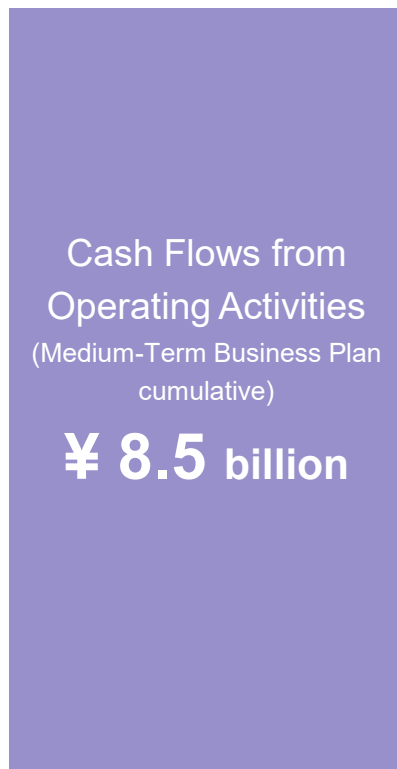 Cash Flows from
Operating Activities
(Medium-Term Business Plan
cumulative)
¥ 8.5 billion